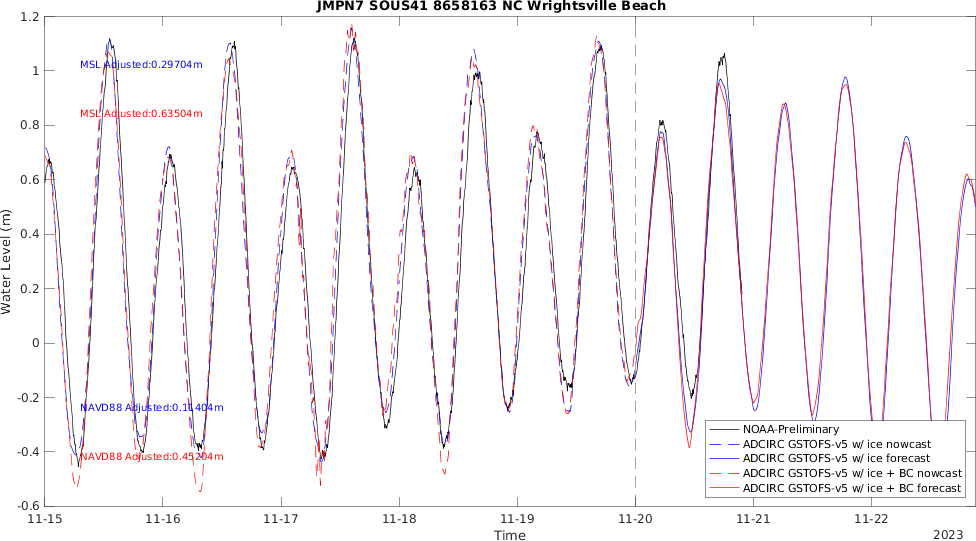 JMPN7 SOUS41 8658163 NC Wrightsville Beach
1.2
1
0.8
0.6
0.4
0.2
0
-0.2
-0.4
-0.6
Water Level (m)
MSL Adjusted:0.29704m
MSL Adjusted:0.63504m
NAVD88 Adjusted:0.11404m
NAVD88 Adjusted:0.45204m
NOAA-Preliminary
ADCIRC GSTOFS-v5 w/ ice nowcast
ADCIRC GSTOFS-v5 w/ ice forecast
ADCIRC GSTOFS-v5 w/ ice + BC nowcast
ADCIRC GSTOFS-v5 w/ ice + BC forecast
11-15 11-16 11-17 11-18 11-19 11-20 11-21 11-22
Time
2023